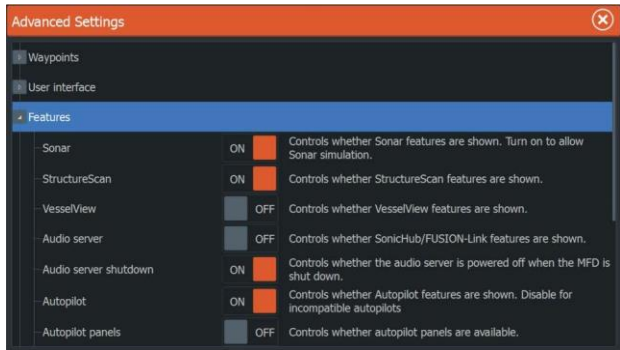 Advanced Settings
Waypoints
User interface
Features
Sonar ON Controls whether Sonar features are shown. Turn on to allow
Sonar simulation.
StructureScan ON Controls whether StructureScan features are shown.
VesselView OFF Controls whether VesselView features are shown.
Audio server OFF Controls whether SonicHub/FUSION-Link features are shown.
Audio server shutdown ON Controls whether the audio server is powered off when the MFD is
shut down.
Autopilot ON Controls whether Autopilot features are shown. Disable for
incompatible autopilots
Autopilot panels OFF Controls whether autopilot panels are available.